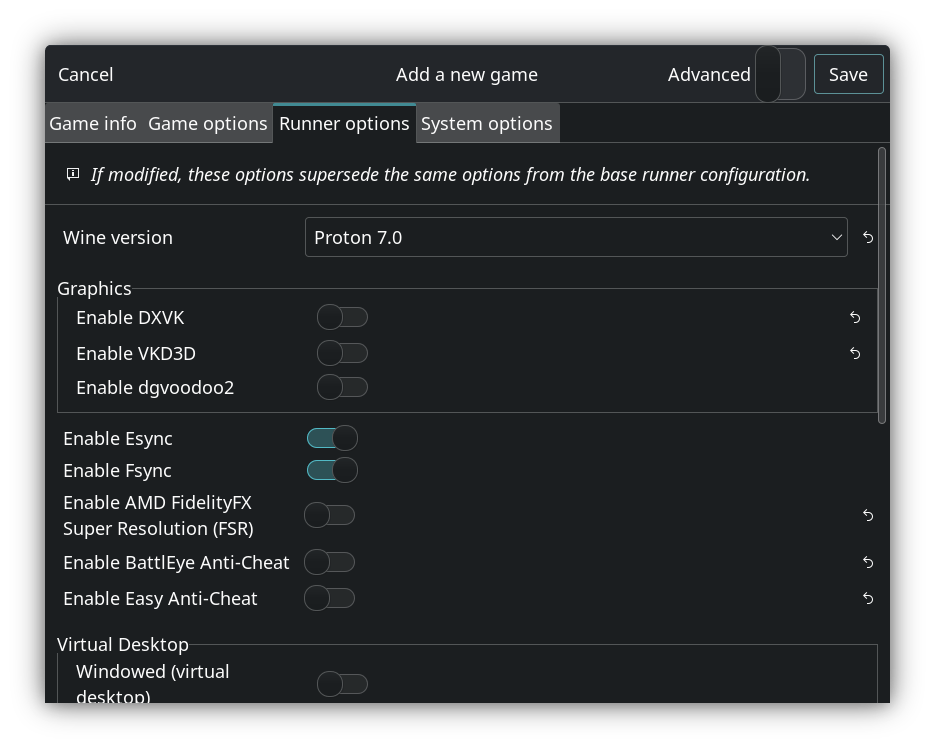 Cancel
Add a new game
Advanced
Save
Game info
Game options
Runner options
System options
If modified, these options supersede the same options from the base runner configuration.
Wine version
Proton 7.0
Graphics
Enable DXVK
Enable VKD3D
Enable dgvoodoo2
Enable Esync
Enable Fsync
Enable AMD FidelityFX
Super Resolution (FSR)
Enable BattlEye Anti-Cheat
Enable Easy Anti-Cheat
Virtual Desktop
Windowed (virtual
desktop)